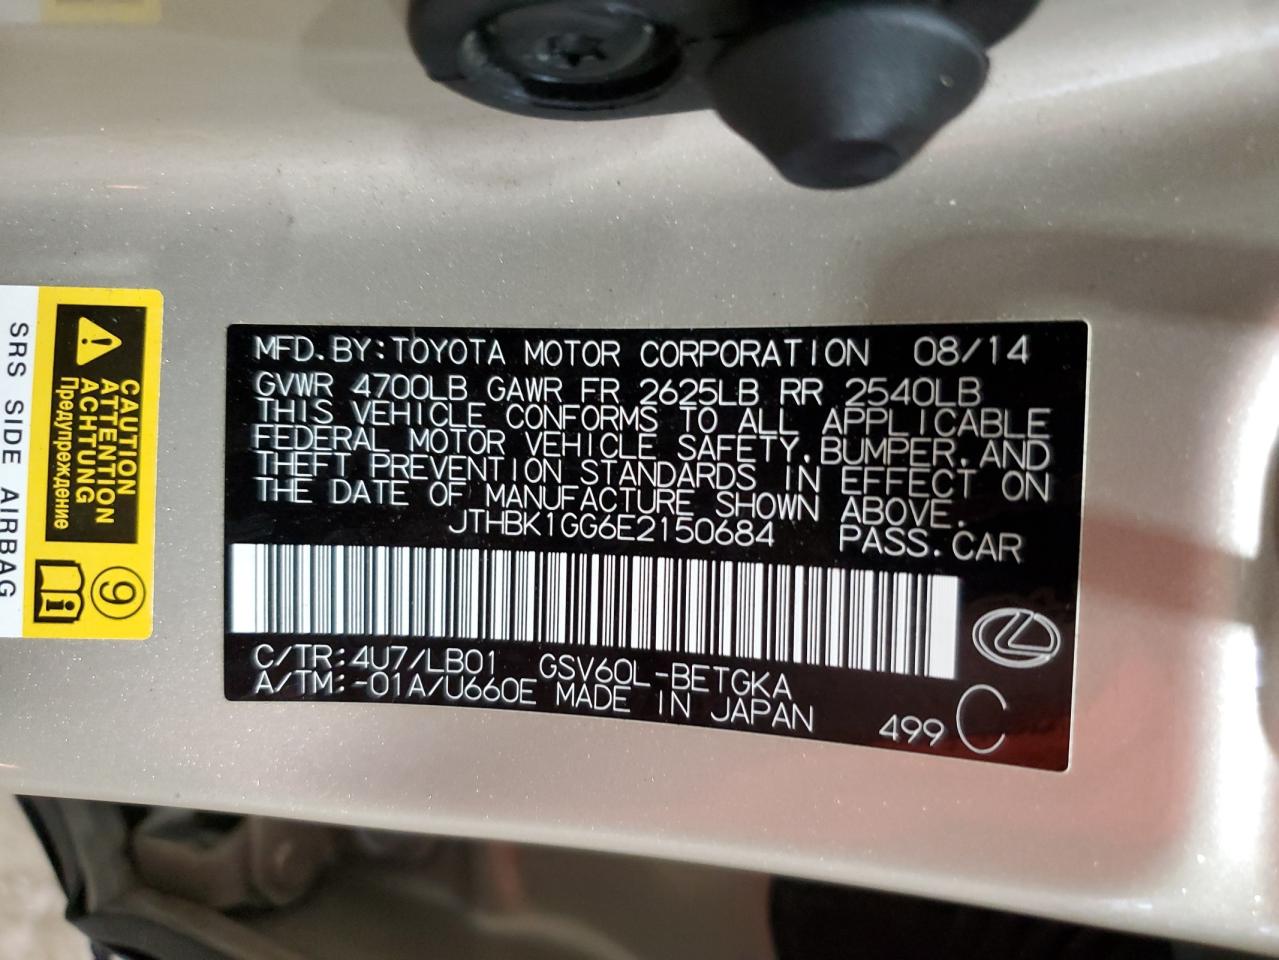 MFD.BY:TOYOTA MOTOR CORPORATION 08/14
GVWR 4700LB GAWR FR 2625LB RR 2540LB
THIS VEHICLE CONFORMS TO ALL APPLICABLE
FEDERAL MOTOR VEHICLE SAFETY, BUMPER, AND
THEFT PREVENTION STANDARDS IN EFFECT ON
THE DATE OF MANUFACTURE SHOWN ABOVE.
JTHBK1GG6E2150684 PASS.CAR
C/TR:4U7/LB01 GSV60L-BETGKA
A/TM:-01A/U660E MADE IN JAPAN
499 C
CAUTION
ATTENTION
ACHTUNG
Предупреждение
9
i
SRS SIDE AIRBAG